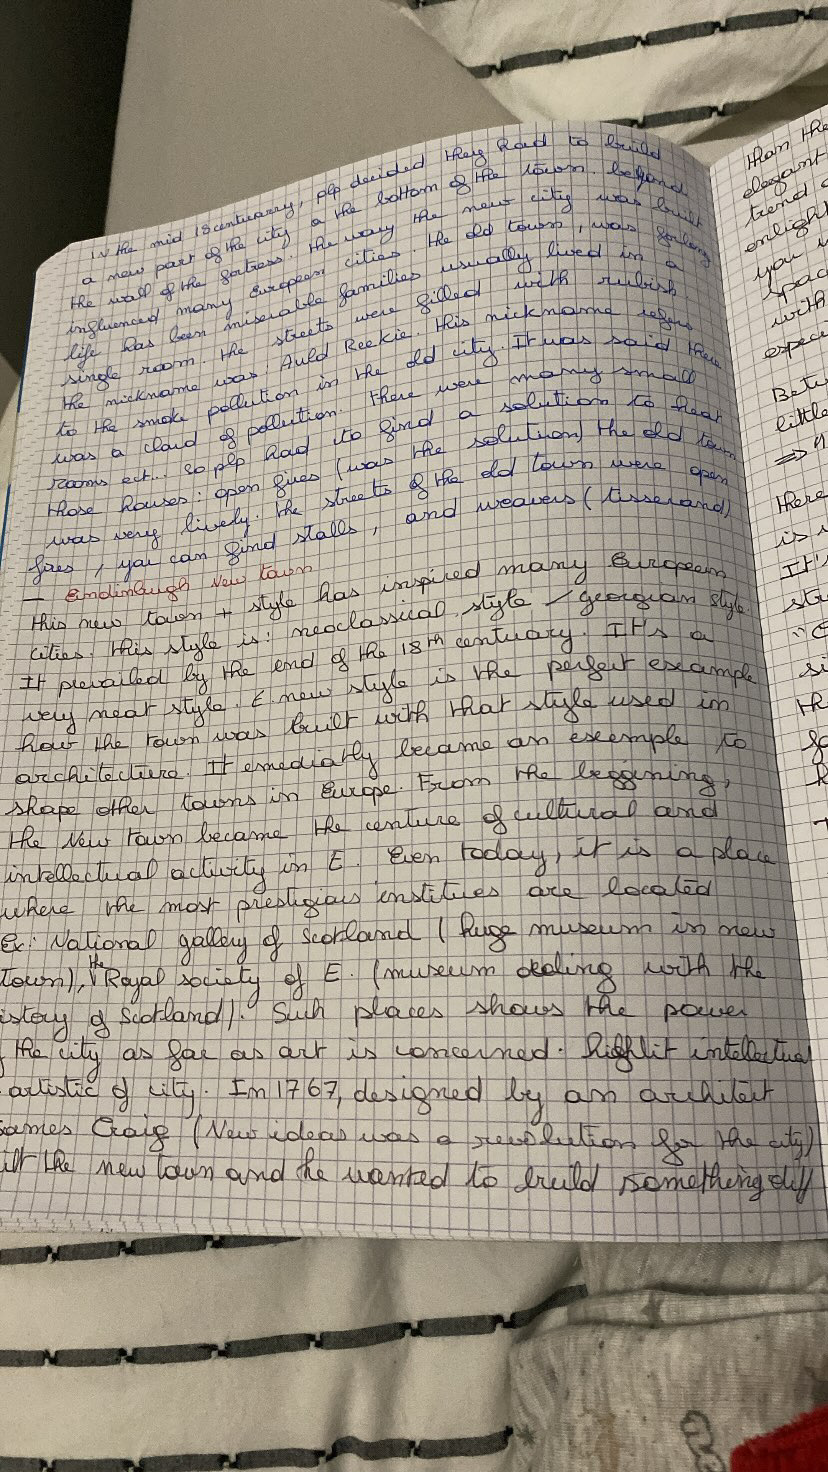 In the mid 18centuary, plp decided they had to build
a new part of the city a the bottom of the town. beyond
the wall of the fortress. the way the new city was built
influenced many European cities. the old town, was
life has been miserable families usually lived in a
single room. the streets were filled with rubish.
the nickname was: Auld Reekie. this nickname refers
to the smoke pollution in the old city. It was said there
was a cloud of pollution. there were many small
rooms ect... so plp had to find a solution to heat
those houses: open fires (was the solution) the old town
was very lively. the streets of the old town were open
fires, you can find stalls, and weavers (tisserand)
— Eindinburgh New town
this new town + style has inspired many European
cities. this style is: neoclassical style / georgian style.
It prevailed by the end of the 18th centuary. It's a
very neat style. E. new style is the perfect example
how the town was built with that style used in
architecture. It emediatly became an exemple to
shape other towns in Europe. From the beggining,
the New town became the centure of cultural and
intellectual activity in E. Even today, it is a place
where the most prestigious institues are located
Ex: National gallery of Scotland (huge museum in new
Town), the Royal society of E. (museum dealing with the
istory of Scotland). Such places shows the power
the city as far as art is concerned. Highlit intellectual
artistic of city. In 1767, designed by an architect
James Craig (New ideas was a revolution for the city)
ilt the new town and he wanted to build something diff
than the
elegant
trend
enlight
you
spac
with
expec
Betw
little
there
is
It's